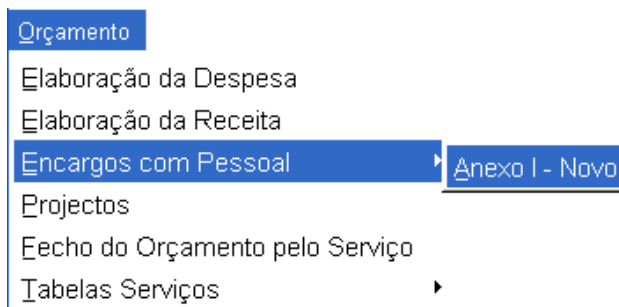 Orçamento
Elaboração da Despesa
Elaboração da Receita
Encargos com Pessoal
Anexo I - Novo
Projectos
Fecho do Orçamento pelo Serviço
Tabelas Serviços